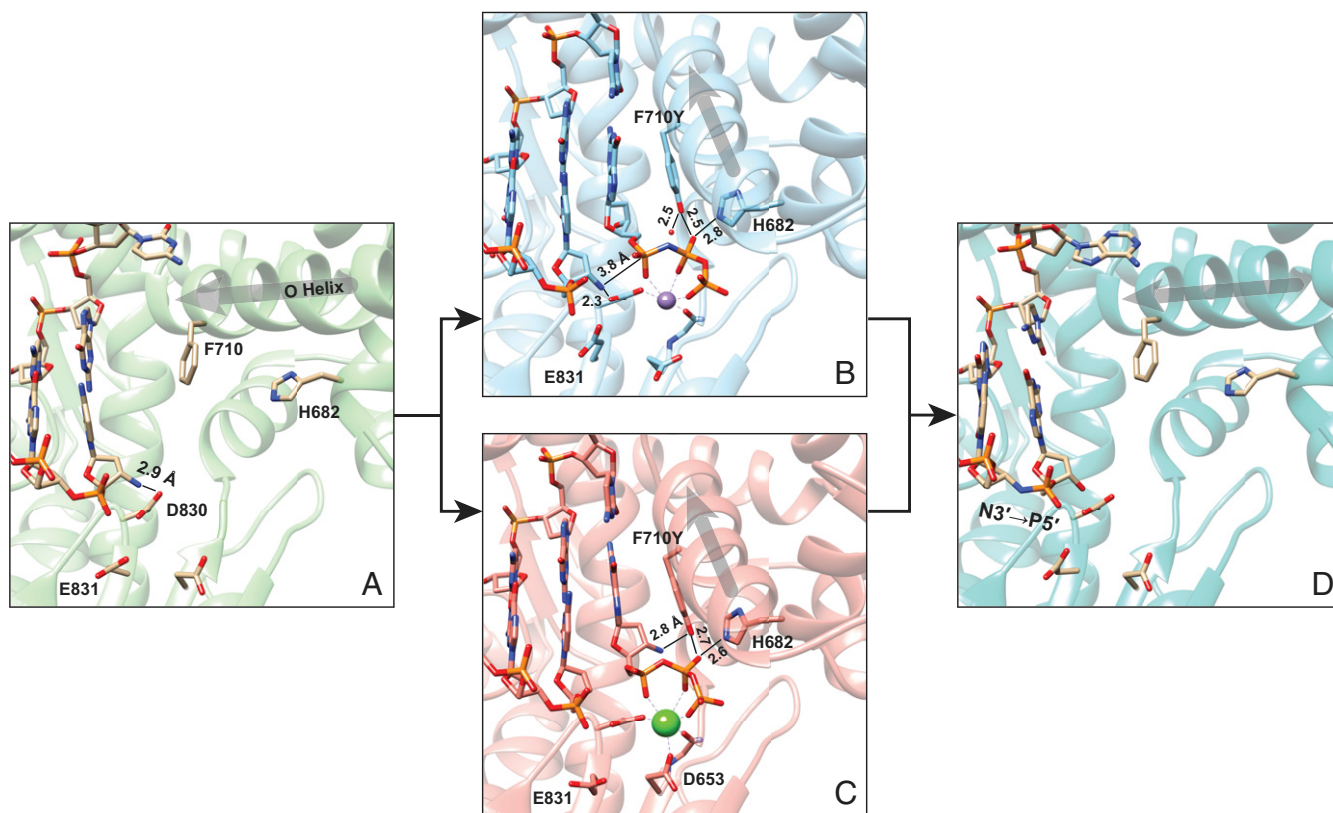 O Helix
F710
H682
2.9 Å
D830
E831
A
F710Y
2.5
2.5
2.8
H682
3.8 Å
2.3
E831
B
F710Y
2.8 Å
2.7
2.6
H682
D653
E831
C
N3′→P5′
D